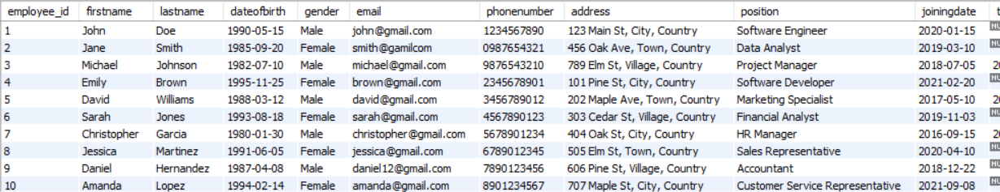 employee_id firstname lastname dateofbirth gender email phonenumber address position joiningdate t
1 John Doe 1990-05-15 Male john@gmail.com 1234567890 123 Main St, City, Country Software Engineer 2020-01-15 NU
2 Jane Smith 1985-09-20 Female smith@gamilcom 0987654321 456 Oak Ave, Town, Country Data Analyst 2019-03-10 NU
3 Michael Johnson 1982-07-10 Male michael@gmail.com 9876543210 789 Elm St, Village, Country Project Manager 2018-07-05 20
4 Emily Brown 1995-11-25 Female brown@gmail.com 2345678901 101 Pine St, City, Country Software Developer 2021-02-20 NU
5 David Williams 1988-03-12 Male david@gmail.com 3456789012 202 Maple Ave, Town, Country Marketing Specialist 2017-05-10 20
6 Sarah Jones 1993-08-18 Female sarah@gmail.com 4567890123 303 Cedar St, Village, Country Financial Analyst 2019-11-03 NU
7 Christopher Garcia 1980-01-30 Male christopher@gmail.com 5678901234 404 Oak St, City, Country HR Manager 2016-09-15 20
8 Jessica Martinez 1991-06-05 Female jessica@gmail.com 6789012345 505 Elm St, Town, Country Sales Representative 2020-04-10 NU
9 Daniel Hernandez 1987-04-08 Male daniel12@gmail.com 7890123456 606 Pine St, Village, Country Accountant 2018-12-22 NU
10 Amanda Lopez 1994-02-14 Female amanda@gmail.com 8901234567 707 Maple St, City, Country Customer Service Representative 2021-09-08 NU